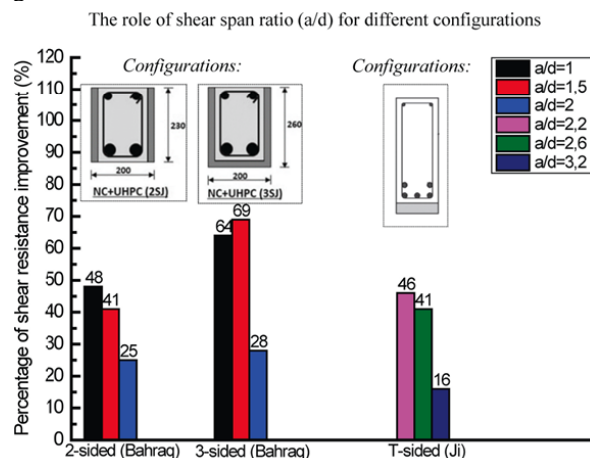 The role of shear span ratio (a/d) for different configurations
Percentage of shear resistance improvement (%)
120
110
100
90
80
70
60
50
40
30
20
10
0
Configurations:
230
200
NC+UHPC (2SJ)
Configurations:
260
200
NC+UHPC (3SJ)
a/d=1
a/d=1,5
a/d=2
a/d=2,2
a/d=2,6
a/d=3,2
48
41
25
64
69
28
46
41
16
2-sided (Bahraq)
3-sided (Bahraq)
T-sided (Ji)